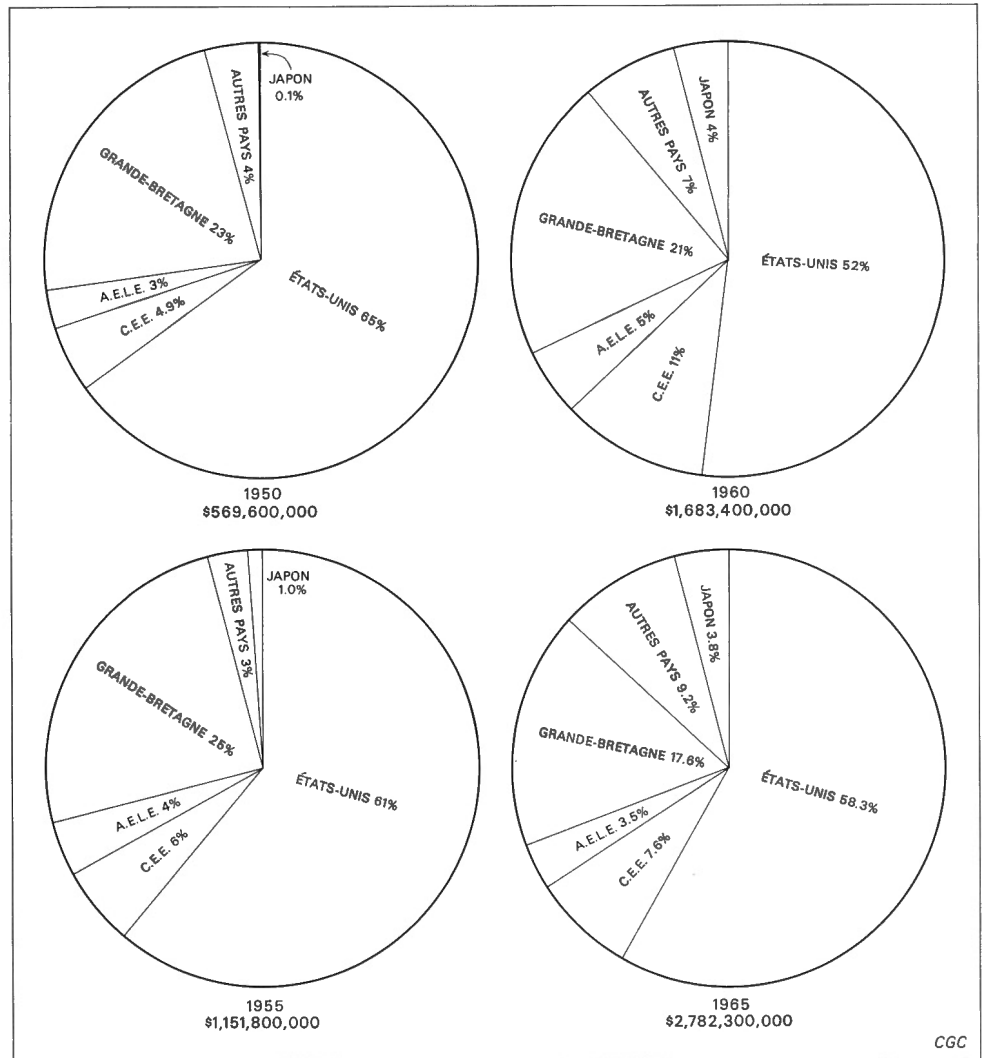 JAPON
0.1%
AUTRES PAYS 4%
GRANDE-BRETAGNE 23%
A.E.L.E. 3%
C.E.E. 4.9%
ÉTATS-UNIS 65%
1950
$569,600,000
JAPON 4%
AUTRES PAYS 7%
GRANDE-BRETAGNE 21%
A.E.L.E. 5%
C.E.E. 11%
ÉTATS-UNIS 52%
1960
$1,683,400,000
JAPON
1.0%
AUTRES PAYS 3%
GRANDE-BRETAGNE 25%
A.E.L.E. 4%
C.E.E. 6%
ÉTATS-UNIS 61%
1955
$1,151,800,000
JAPON 3.8%
AUTRES PAYS 9.2%
GRANDE-BRETAGNE 17.6%
A.E.L.E. 3.5%
C.E.E. 7.6%
ÉTATS-UNIS 58.3%
1965
$2,782,300,000
CGC